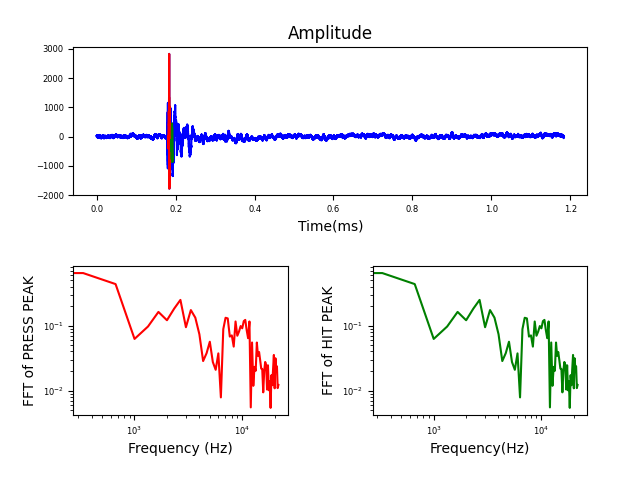 Amplitude
3000
2000
1000
0
−1000
−2000
0.0 0.2 0.4 0.6 0.8 1.0 1.2
Time(ms)
FFT of PRESS PEAK
10⁻¹
10⁻²
10³ 10⁴
Frequency (Hz)
FFT of HIT PEAK
10⁻¹
10⁻²
10³ 10⁴
Frequency(Hz)